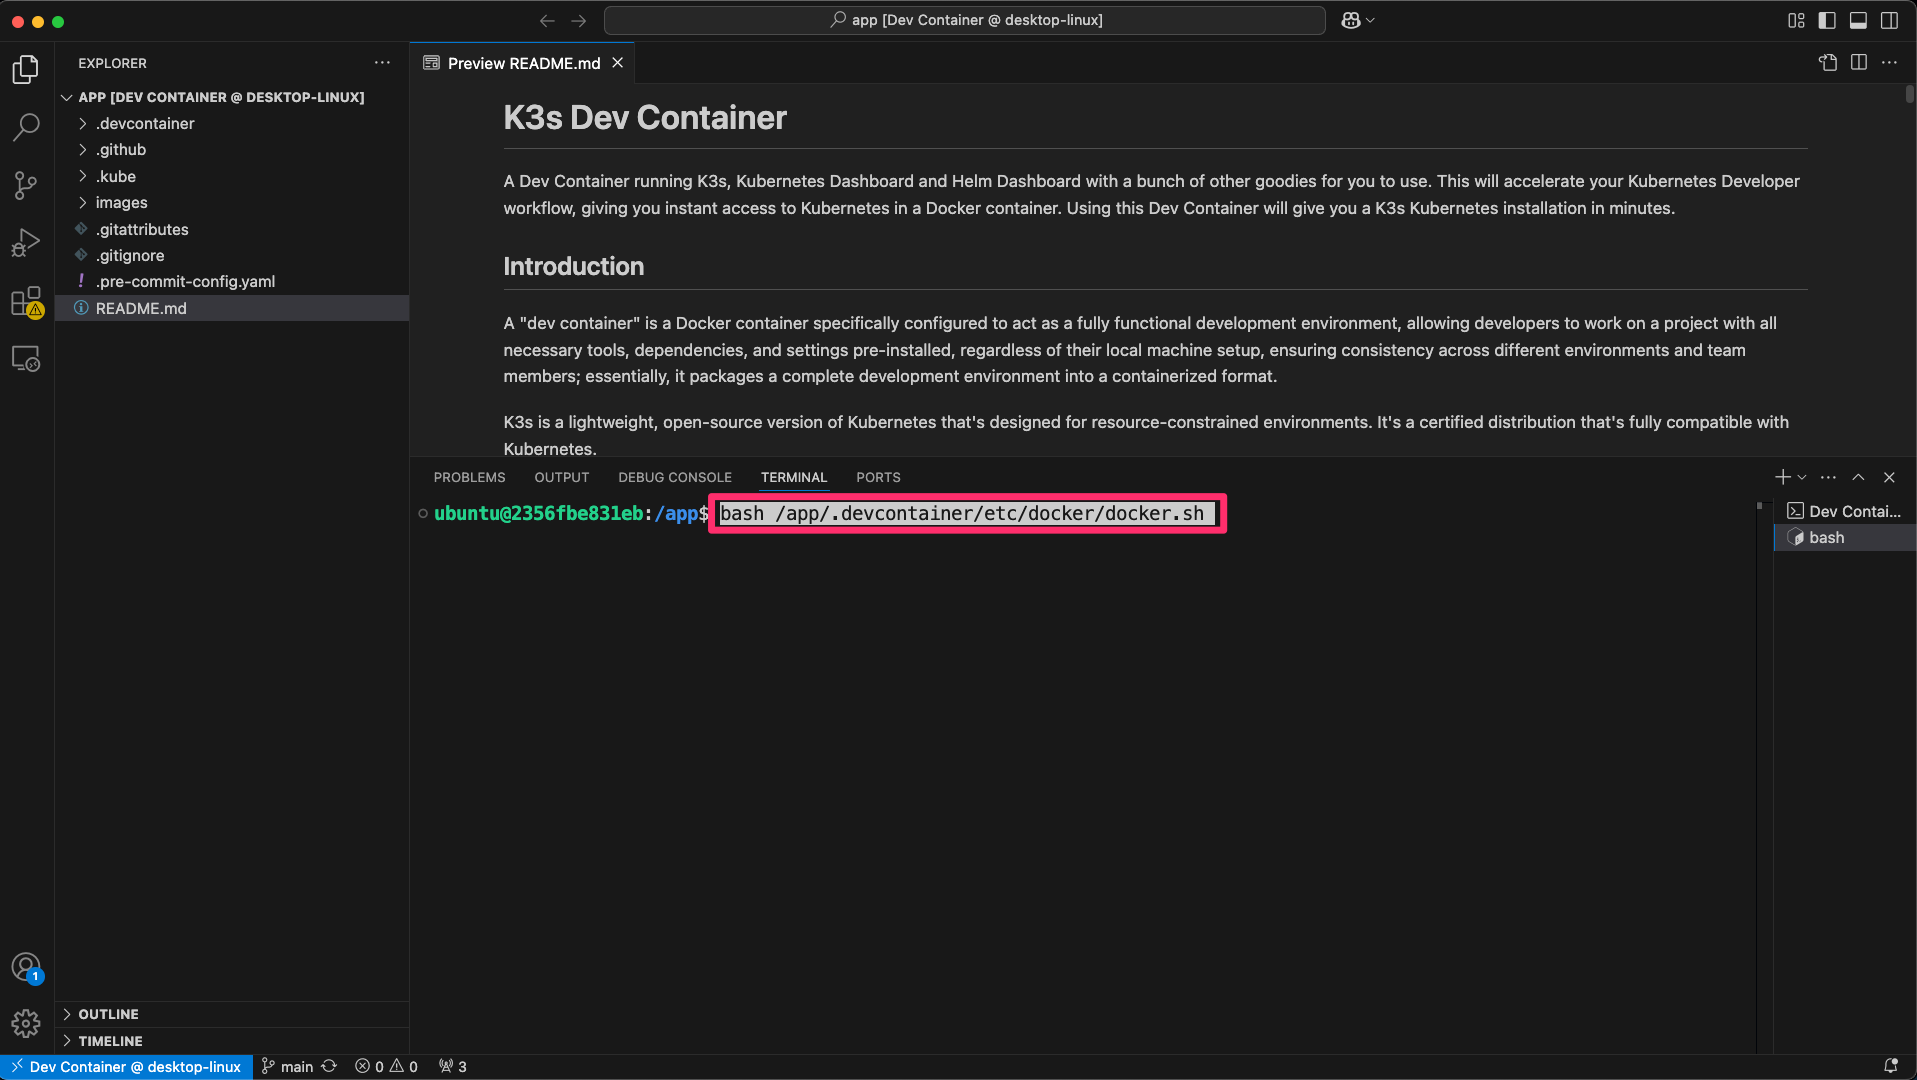 app [Dev Container @ desktop-linux]
EXPLORER
APP [DEV CONTAINER @ DESKTOP-LINUX]
.devcontainer
.github
.kube
images
.gitattributes
.gitignore
! .pre-commit-config.yaml
README.md
OUTLINE
TIMELINE
Preview README.md
K3s Dev Container
A Dev Container running K3s, Kubernetes Dashboard and Helm Dashboard with a bunch of other goodies for you to use. This will accelerate your Kubernetes Developer
workflow, giving you instant access to Kubernetes in a Docker container. Using this Dev Container will give you a K3s Kubernetes installation in minutes.
Introduction
A "dev container" is a Docker container specifically configured to act as a fully functional development environment, allowing developers to work on a project with all
necessary tools, dependencies, and settings pre-installed, regardless of their local machine setup, ensuring consistency across different environments and team
members; essentially, it packages a complete development environment into a containerized format.
K3s is a lightweight, open-source version of Kubernetes that's designed for resource-constrained environments. It's a certified distribution that's fully compatible with
Kubernetes.
PROBLEMS OUTPUT DEBUG CONSOLE TERMINAL PORTS
ubuntu@2356fbe831eb:/app$ bash /app/.devcontainer/etc/docker/docker.sh
Dev Contai...
bash
1
Dev Container @ desktop-linux main 0 0 3